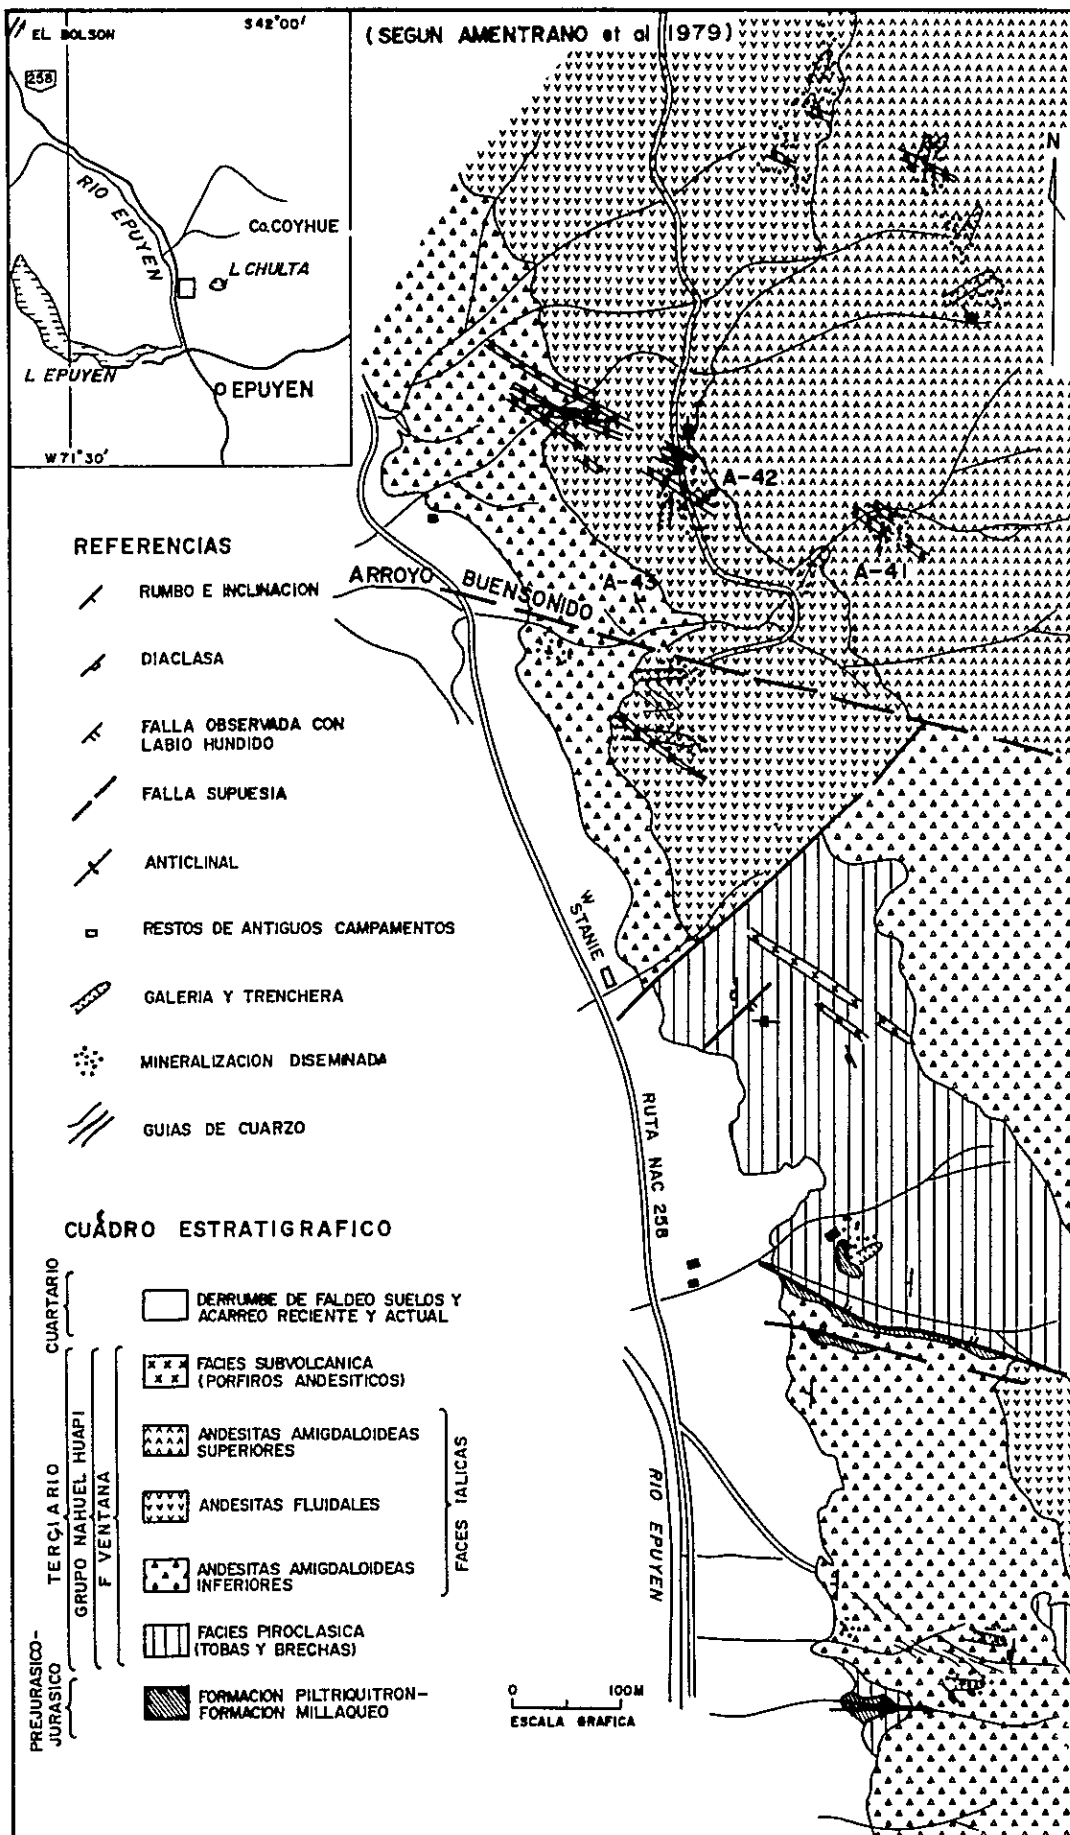 EL BOLSON
S42°00'
(SEGUN AMENTRANO et al 1979)
258
RIO EPUYEN
Co. COYHUE
L CHULTA
L EPUYEN
O EPUYEN
W71°30'
N
A-42
A-41
A-43
ARROYO BUENSONIDO
W STANIE
RUTA NAC 258
RIO EPUYEN
REFERENCIAS
RUMBO E INCLINACION
DIACLASA
FALLA OBSERVADA CON
LABIO HUNDIDO
FALLA SUPUESIA
ANTICLINAL
RESTOS DE ANTIGUOS CAMPAMENTOS
GALERIA Y TRENCHERA
MINERALIZACION DISEMINADA
GUIAS DE CUARZO
CUADRO ESTRATIGRAFICO
CUARTARIO
DERRUMBE DE FALDEO SUELOS Y
ACARREO RECIENTE Y ACTUAL
TERCIARIO
GRUPO NAHUEL HUAPI
F VENTANA
FACIES SUBVOLCANICA
(PORFIROS ANDESITICOS)
ANDESITAS AMIGDALOIDEAS
SUPERIORES
ANDESITAS FLUIDALES
ANDESITAS AMIGDALOIDEAS
INFERIORES
FACES IALICAS
FACIES PIROCLASICA
(TOBAS Y BRECHAS)
PREJURASICO-
JURASICO
FORMACION PILTRIQUITRON-
FORMACION MILLAQUEO
0 100M
ESCALA GRAFICA